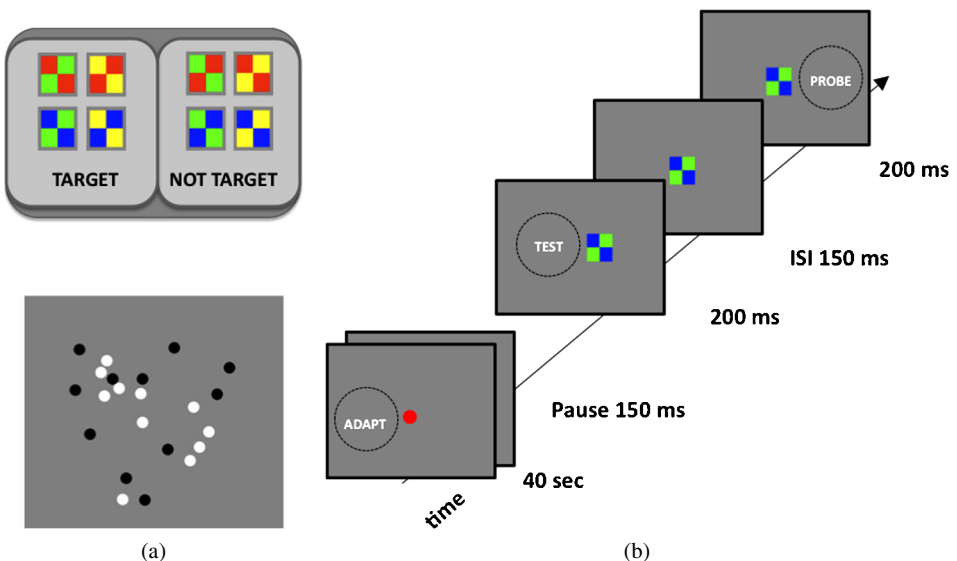 TARGET
NOT TARGET
(a)
ADAPT
40 sec
Pause 150 ms
TEST
200 ms
ISI 150 ms
PROBE
200 ms
time
(b)